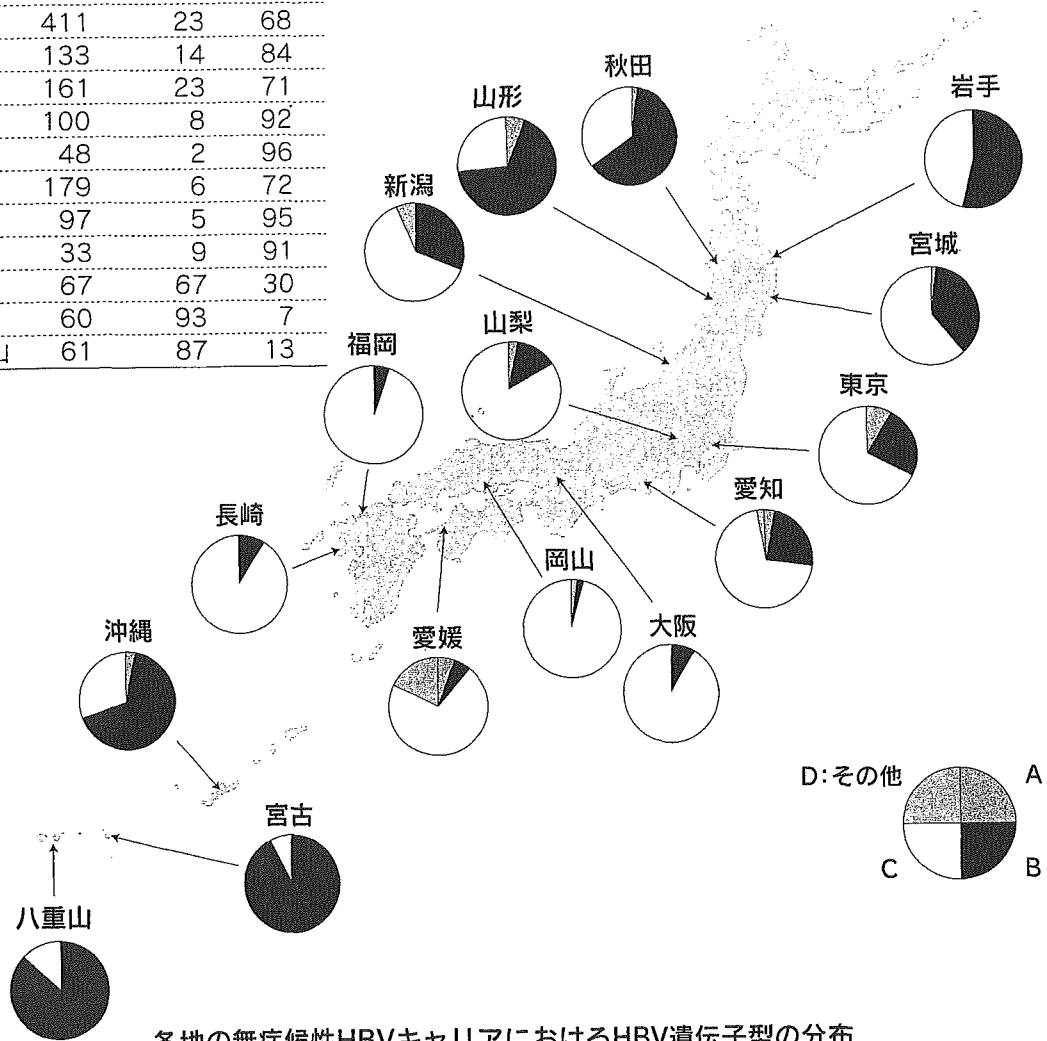 411 23 68
133 14 84
161 23 71
100 8 92
48 2 96
179 6 72
97 5 95
33 9 91
67 67 30
60 93 7
61 87 13
秋田
岩手
山形
新潟
宮城
山梨
福岡
東京
愛知
長崎
岡山
大阪
沖縄
愛媛
D:その他
A
C
B
宮古
八重山
各地の無症候性HBVキャリアにおけるHBV遺伝子型の分布